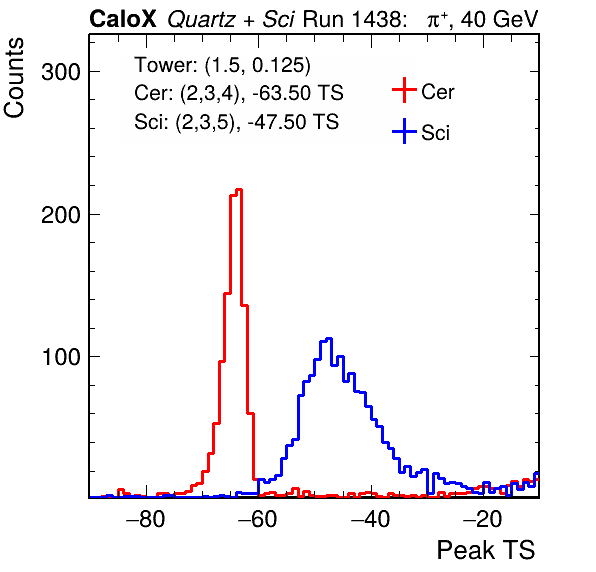 CaloX Quartz + Sci Run 1438: π⁺, 40 GeV
Counts
Tower: (1.5, 0.125)
Cer: (2,3,4), -63.50 TS
Sci: (2,3,5), -47.50 TS
Cer
Sci
300
200
100
−80 −60 −40 −20
Peak TS